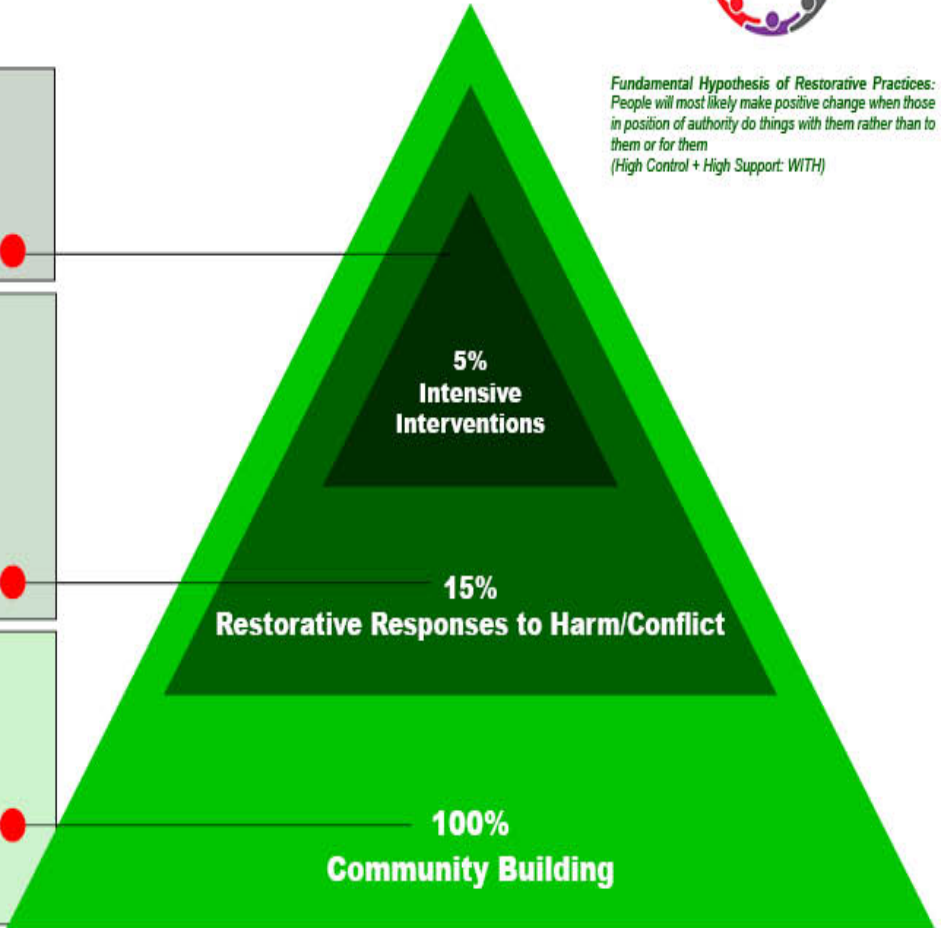 Fundamental Hypothesis of Restorative Practices:
People will most likely make positive change when those
in position of authority do things with them rather than to
them or for them
(High Control + High Support: WITH)
5%
Intensive
Interventions
15%
Restorative Responses to Harm/Conflict
100%
Community Building